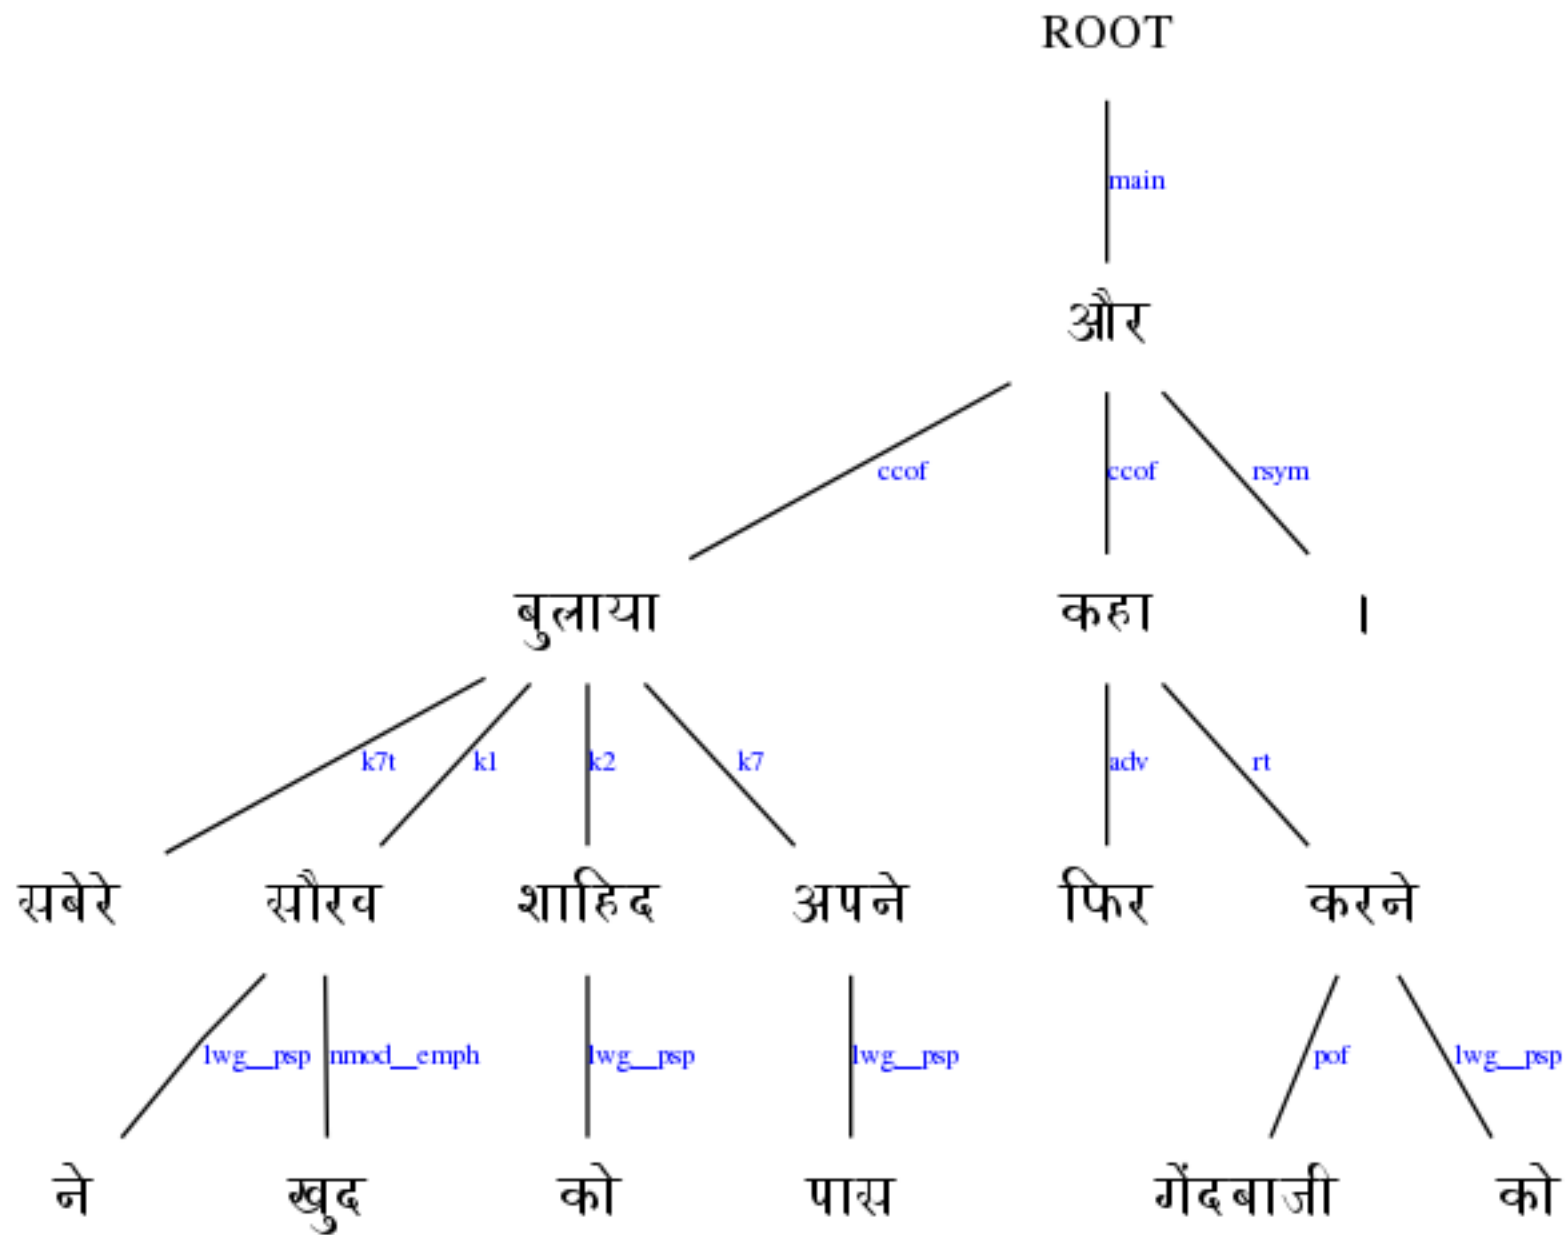 ROOT
main
और
ccof ccof rsym
बुलाया कहा ।
k7t k1 k2 k7 adv rt
सबेरे सौरव शाहिद अपने फिर करने
lwg__psp nmod__emph lwg__psp lwg__psp pof lwg__psp
ने खुद को पास गेंदबाजी को